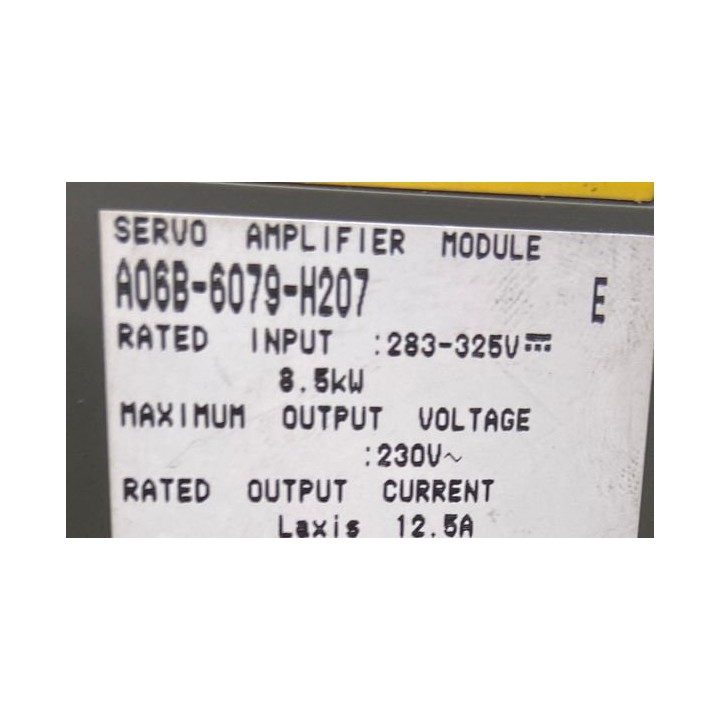 SERVO AMPLIFIER MODULE
A06B-6079-H207 E
RATED INPUT :283-325V⎓
8.5kW
MAXIMUM OUTPUT VOLTAGE
:230V~
RATED OUTPUT CURRENT
Laxis 12.5A